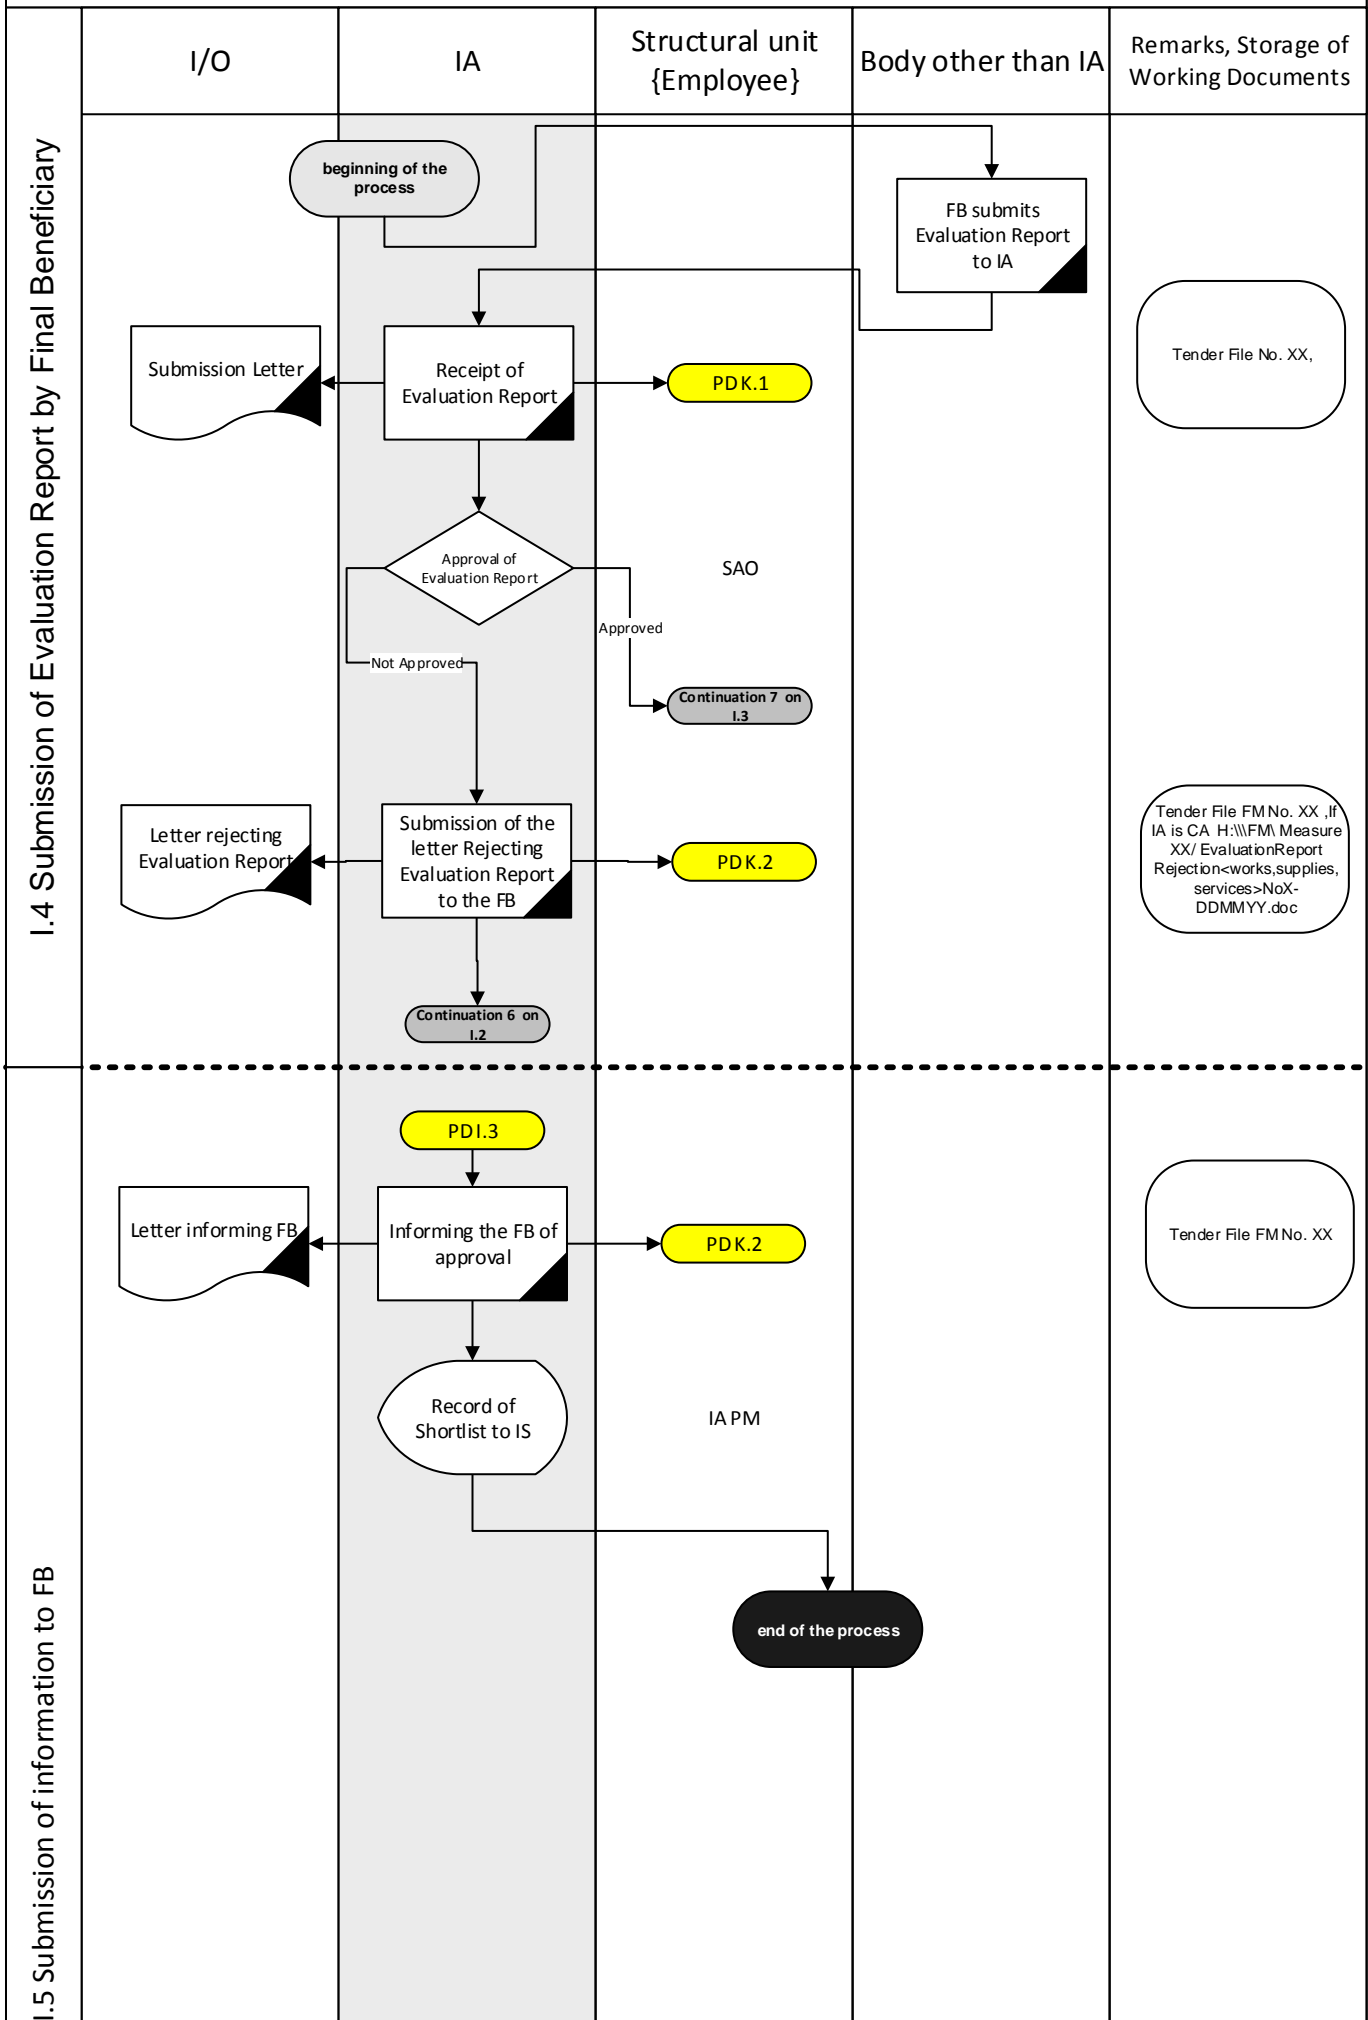 I/O
IA
Structural unit
{Employee}
Body other than IA
Remarks, Storage of
Working Documents
I.4 Submission of Evaluation Report by Final Beneficiary
beginning of the
process
FB submits
Evaluation Report
to IA
Submission Letter
Receipt of
Evaluation Report
PDK.1
Tender File No. XX,
Approval of
Evaluation Report
SAO
Approved
Not Approved
Continuation 7 on
I.3
Letter rejecting
Evaluation Report
Submission of the
letter Rejecting
Evaluation Report
to the FB
PDK.2
Tender File FM No. XX ,If
IA is CA H:\\\FM\ Measure
XX/ EvaluationReport
Rejection<works,supplies,
services>NoX-
DDMMYY.doc
Continuation 6 on
I.2
I.5 Submission of information to FB
PDI.3
Letter informing FB
Informing the FB of
approval
PDK.2
Tender File FM No. XX
Record of
Shortlist to IS
IA PM
end of the process